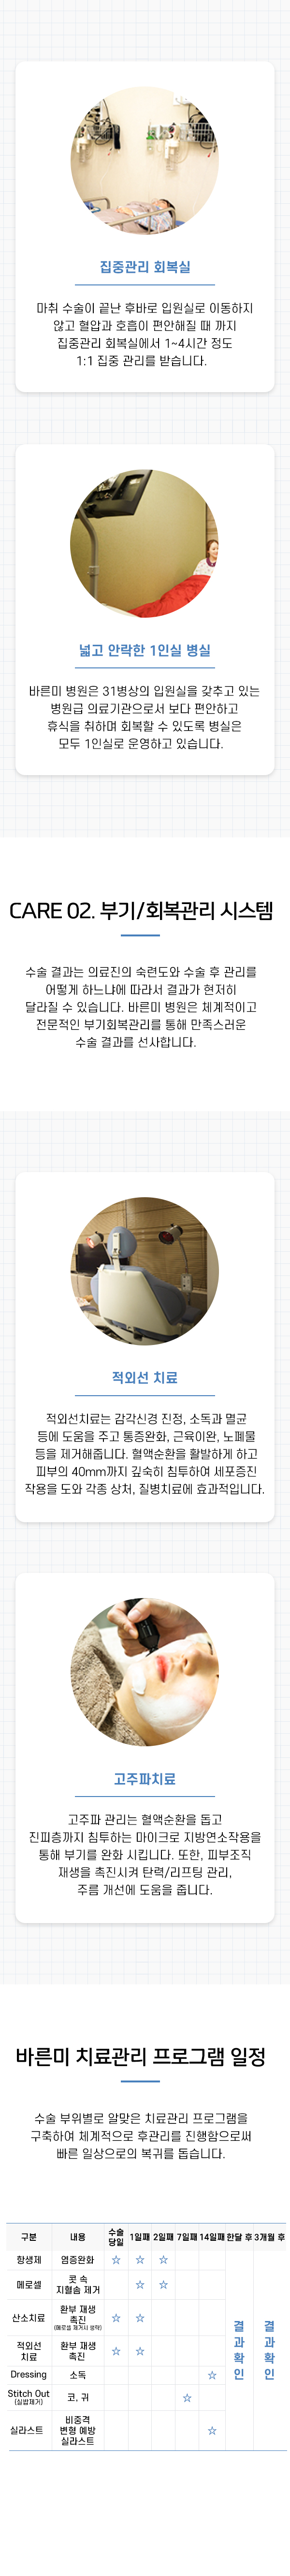 집중관리 회복실
마취 수술이 끝난 후바로 입원실로 이동하지
않고 혈압과 호흡이 편안해질 때 까지
집중관리 회복실에서 1~4시간 정도
1:1 집중 관리를 받습니다.
넓고 안락한 1인실 병실
바른미 병원은 31병상의 입원실을 갖추고 있는
병원급 의료기관으로서 보다 편안하고
휴식을 취하며 회복할 수 있도록 병실은
모두 1인실로 운영하고 있습니다.
CARE 02. 부기/회복관리 시스템
수술 결과는 의료진의 숙련도와 수술 후 관리를
어떻게 하느냐에 따라서 결과가 현저히
달라질 수 있습니다. 바른미 병원은 체계적이고
전문적인 부기회복관리를 통해 만족스러운
수술 결과를 선사합니다.
적외선 치료
적외선치료는 감각신경 진정, 소독과 멸균
등에 도움을 주고 통증완화, 근육이완, 노폐물
등을 제거해줍니다. 혈액순환을 활발하게 하고
피부의 40mm까지 깊숙히 침투하여 세포증진
작용을 도와 각종 상처, 질병치료에 효과적입니다.
고주파치료
고주파 관리는 혈액순환을 돕고
진피층까지 침투하는 마이크로 지방연소작용을
통해 부기를 완화 시킵니다. 또한, 피부조직
재생을 촉진시켜 탄력/리프팅 관리,
주름 개선에 도움을 줍니다.
바른미 치료관리 프로그램 일정
수술 부위별로 알맞은 치료관리 프로그램을
구축하여 체계적으로 후관리를 진행함으로써
빠른 일상으로의 복귀를 돕습니다.
구분 내용 수술 당일 1일째 2일째 7일째 14일째 한달 후 3개월 후
항생제 염증완화 ☆ ☆ ☆
메로셀 콧 속 지혈솜 제거 ☆ ☆
산소치료 환부 재생 촉진 (메로셀 제거시 생략) ☆ ☆
적외선 치료 환부 재생 촉진 ☆ ☆
Dressing 소독 ☆
Stitch Out (실밥제거) 코, 귀 ☆
실라스트 비중격 변형 예방 실라스트 ☆
결과확인
결과확인